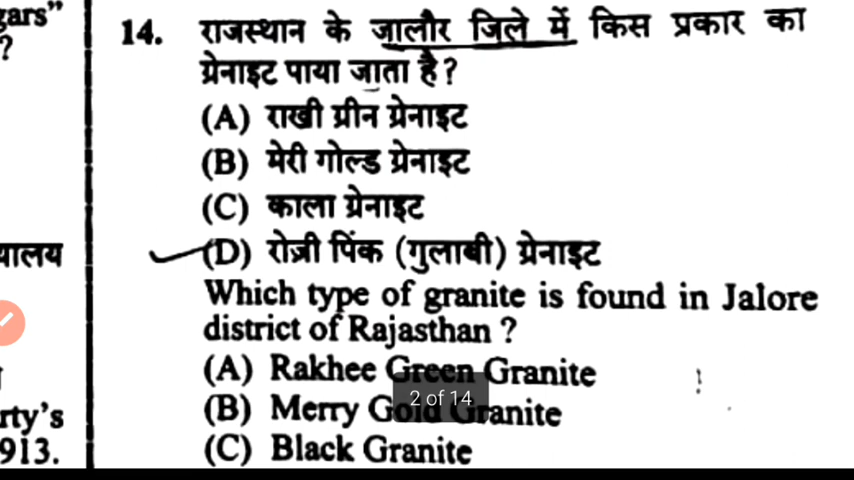 gars”
?
14. राजस्थान के जालौर जिले में किस प्रकार का
ग्रेनाइट पाया जाता है?
(A) राखी ग्रीन ग्रेनाइट
(B) मेरी गोल्ड ग्रेनाइट
(C) काला ग्रेनाइट
(D) रोज़ी पिंक (गुलाबी) ग्रेनाइट
यालय
Which type of granite is found in Jalore
district of Rajasthan ?
(A) Rakhee Green Granite
2 of 14
(B) Merry Gold Granite
rty’s
(C) Black Granite
913.